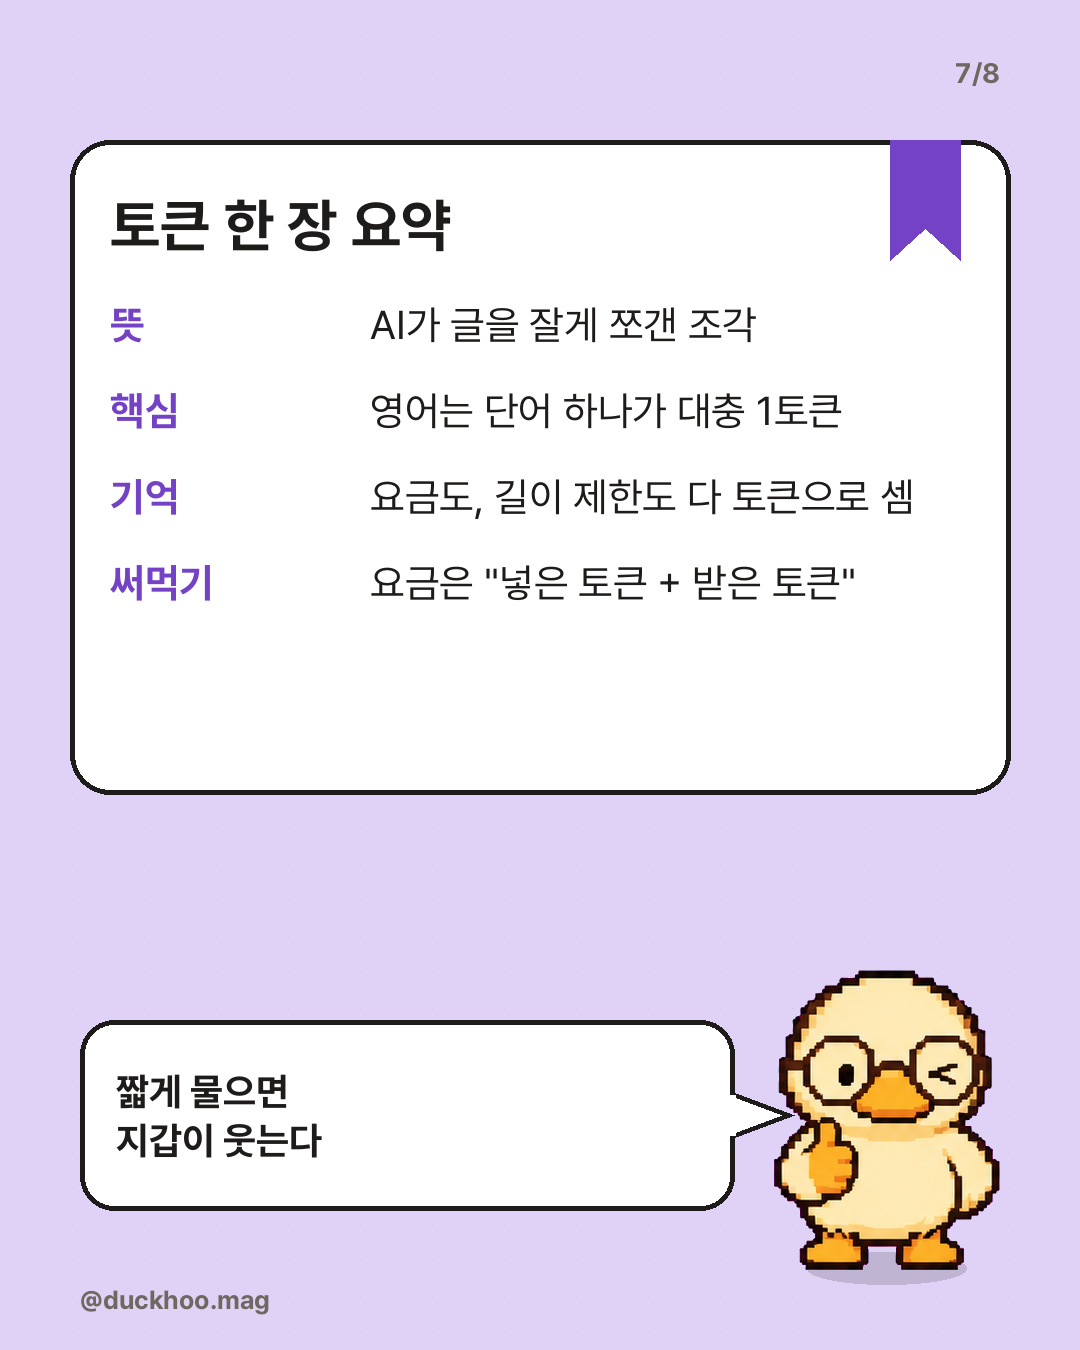 7/8
토큰 한 장 요약
뜻 AI가 글을 잘게 쪼갠 조각
핵심 영어는 단어 하나가 대충 1토큰
기억 요금도, 길이 제한도 다 토큰으로 셈
써먹기 요금은 "넣은 토큰 + 받은 토큰"
짧게 물으면
지갑이 웃는다
@duckhoo.mag